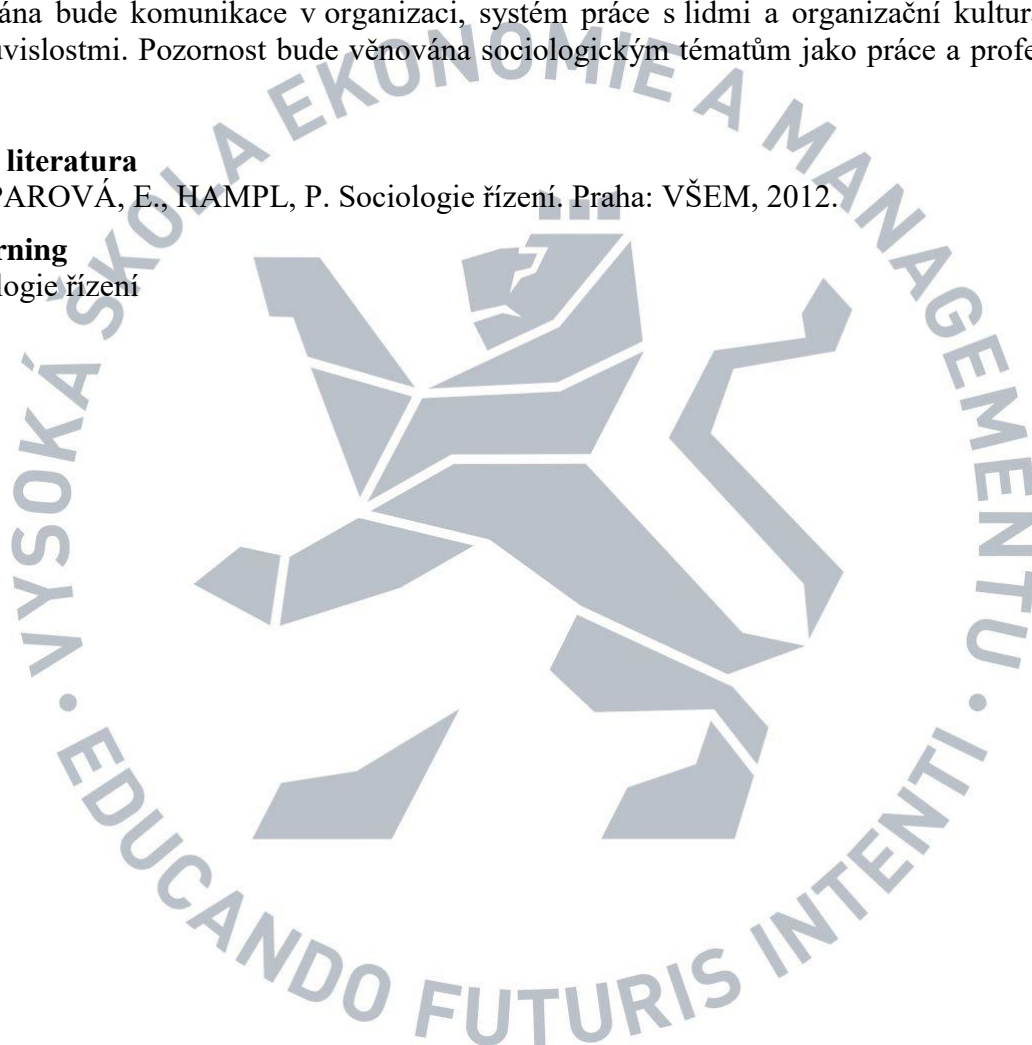 ána bude komunikace v organizaci, systém práce s lidmi a organizační kultur
uvislostmi. Pozornost bude věnována sociologickým tématům jako práce a profe
literatura
PAROVÁ, E., HAMPL, P. Sociologie řízení. Praha: VŠEM, 2012.
rning
logie řízení
VYSOKÁ ŠKOLA EKONOMIE A MANAGEMENTU
EDUCANDO FUTURIS INTENTI